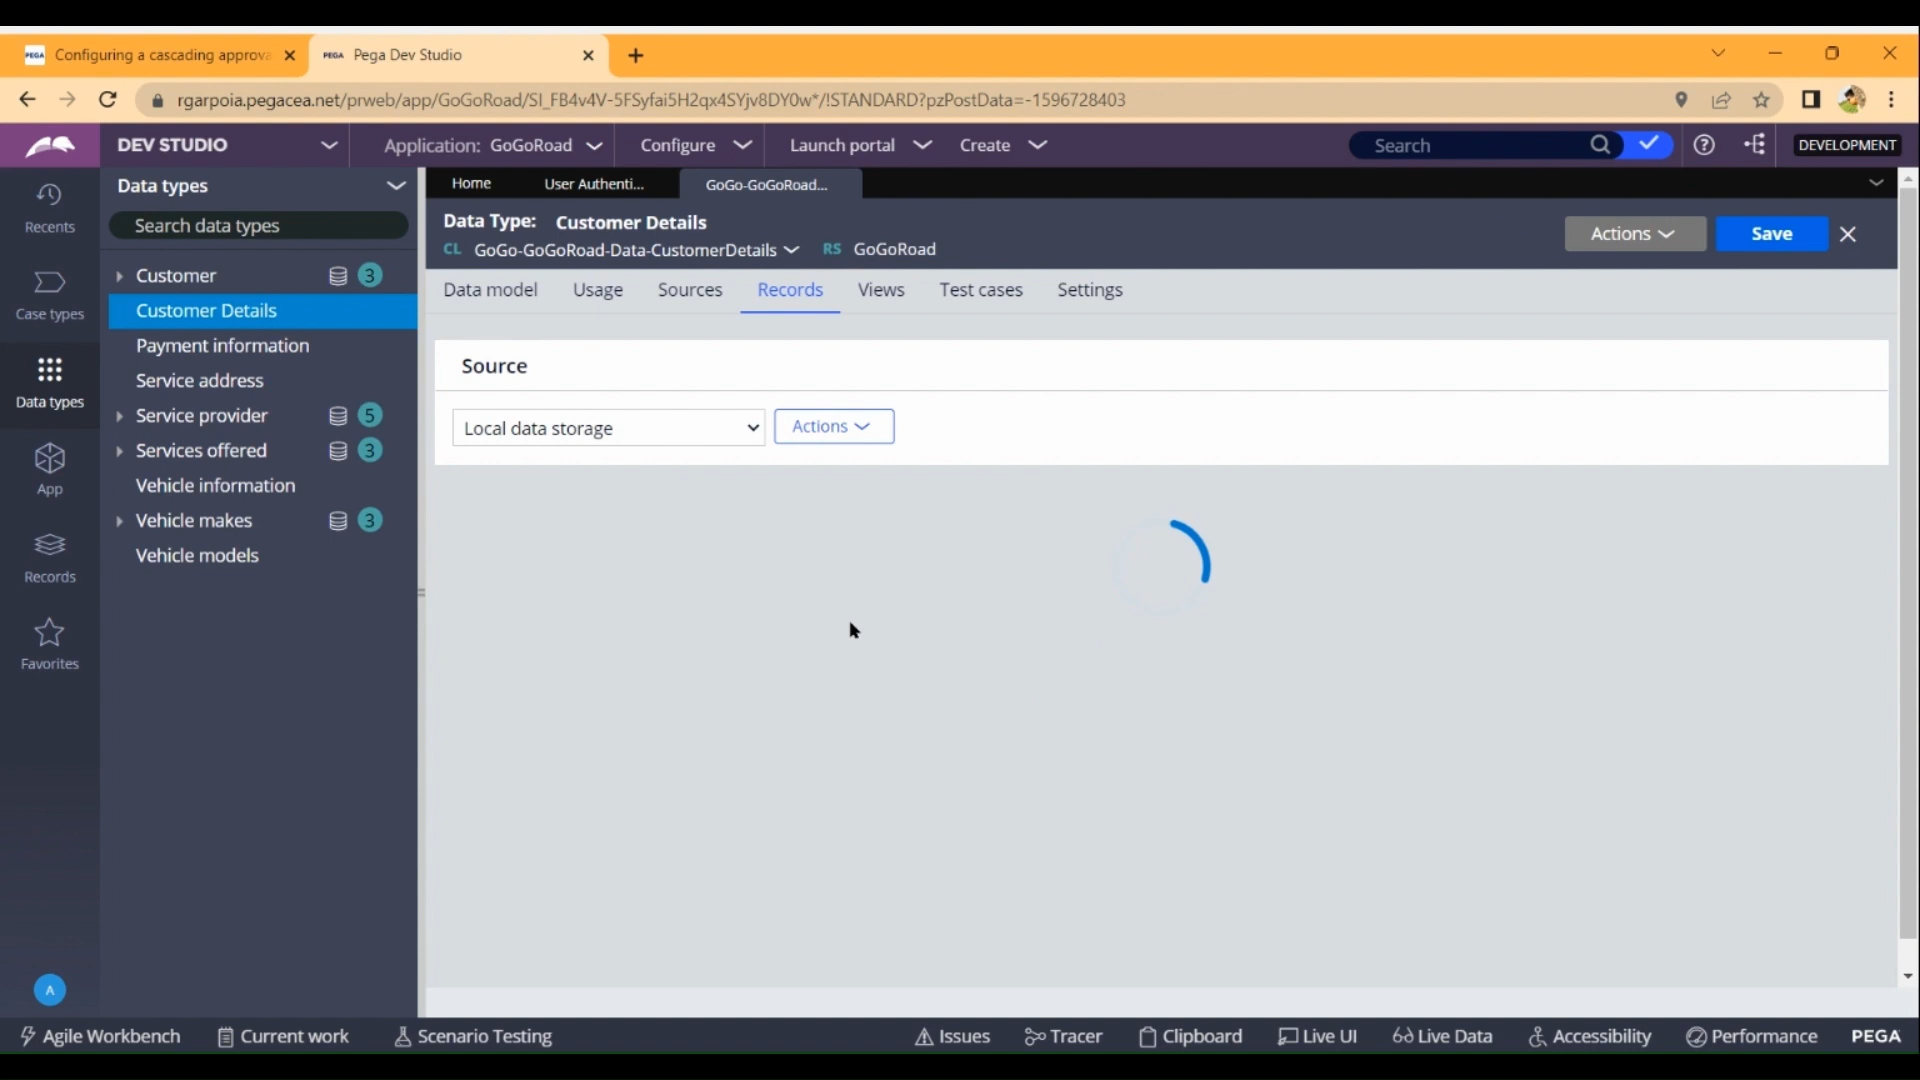 PEGA Configuring a cascading approva
PEGA Pega Dev Studio
rgarpoia.pegacea.net/prweb/app/GoGoRoad/SI_FB4v4V-5FSyfai5H2qx4SYjv8DY0w*/!STANDARD?pzPostData=-1596728403
DEV STUDIO
Application: GoGoRoad
Configure
Launch portal
Create
Search
DEVELOPMENT
Recents
Case types
Data types
App
Records
Favorites
A
Data types
Search data types
Customer 3
Customer Details
Payment information
Service address
Service provider 5
Services offered 3
Vehicle information
Vehicle makes 3
Vehicle models
Home
User Authenti...
GoGo-GoGoRoad...
Data Type: Customer Details
CL GoGo-GoGoRoad-Data-CustomerDetails RS GoGoRoad
Actions
Save
Data model
Usage
Sources
Records
Views
Test cases
Settings
Source
Local data storage
Actions
Agile Workbench
Current work
Scenario Testing
Issues
Tracer
Clipboard
Live UI
Live Data
Accessibility
Performance
PEGA